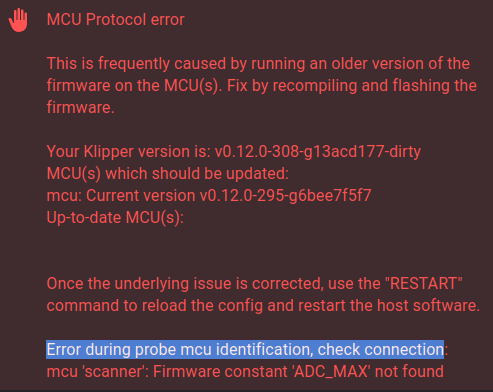 MCU Protocol error
This is frequently caused by running an older version of the
firmware on the MCU(s). Fix by recompiling and flashing the
firmware.
Your Klipper version is: v0.12.0-308-g13acd177-dirty
MCU(s) which should be updated:
mcu: Current version v0.12.0-295-g6bee7f5f7
Up-to-date MCU(s):
Once the underlying issue is corrected, use the "RESTART"
command to reload the config and restart the host software.
Error during probe mcu identification, check connection:
mcu 'scanner': Firmware constant 'ADC_MAX' not found